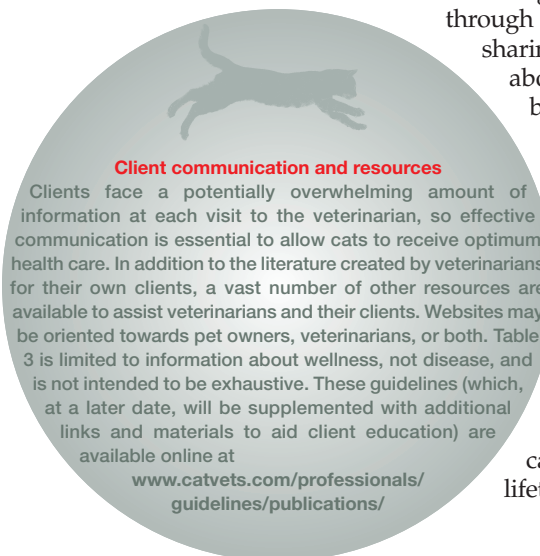 through
sharin
abo
b
Client communication and resources
Clients face a potentially overwhelming amount of
information at each visit to the veterinarian, so effective
communication is essential to allow cats to receive optimum
health care. In addition to the literature created by veterinarians
for their own clients, a vast number of other resources are
available to assist veterinarians and their clients. Websites may
be oriented towards pet owners, veterinarians, or both. Table
3 is limited to information about wellness, not disease, and
is not intended to be exhaustive. These guidelines (which,
at a later date, will be supplemented with additional
links and materials to aid client education) are
available online at
www.catvets.com/professionals/
guidelines/publications/
ca
lifet